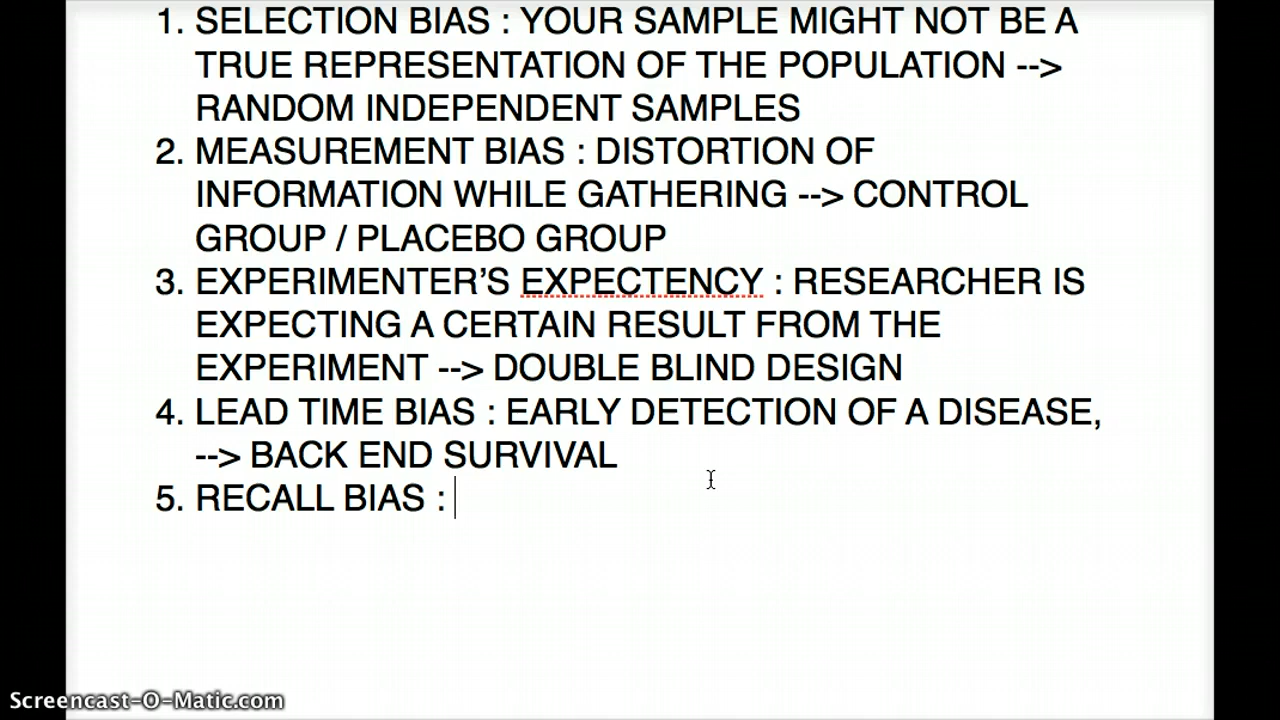 1. SELECTION BIAS : YOUR SAMPLE MIGHT NOT BE A
TRUE REPRESENTATION OF THE POPULATION -->
RANDOM INDEPENDENT SAMPLES
2. MEASUREMENT BIAS : DISTORTION OF
INFORMATION WHILE GATHERING --> CONTROL
GROUP / PLACEBO GROUP
3. EXPERIMENTER’S EXPECTENCY : RESEARCHER IS
EXPECTING A CERTAIN RESULT FROM THE
EXPERIMENT --> DOUBLE BLIND DESIGN
4. LEAD TIME BIAS : EARLY DETECTION OF A DISEASE,
--> BACK END SURVIVAL
5. RECALL BIAS :
Screencast-O-Matic.com